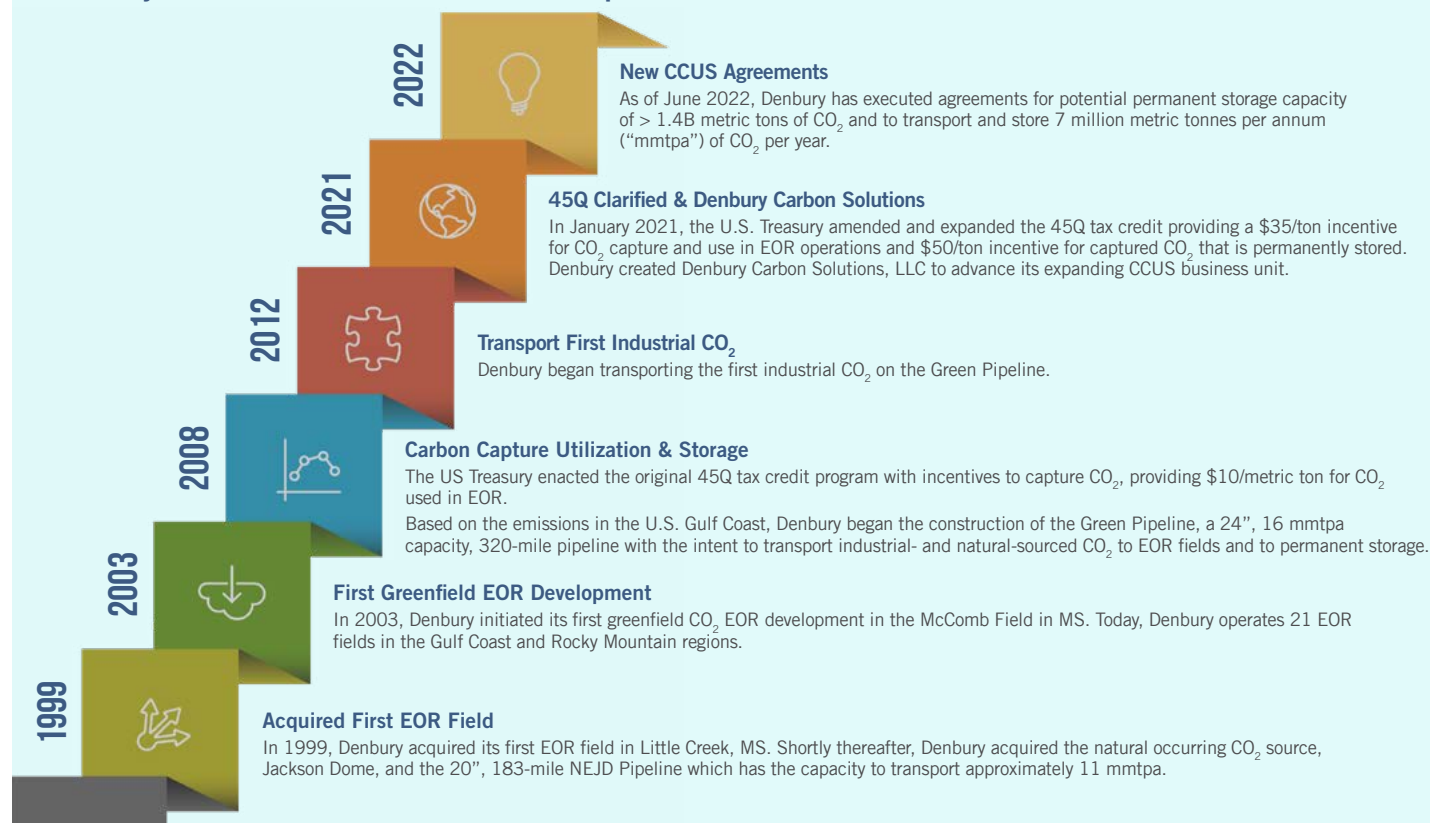 2022
New CCUS Agreements
As of June 2022, Denbury has executed agreements for potential permanent storage capacity
of > 1.4B metric tons of CO₂ and to transport and store 7 million metric tonnes per annum
(“mmtpa”) of CO₂ per year.
2021
45Q Clarified & Denbury Carbon Solutions
In January 2021, the U.S. Treasury amended and expanded the 45Q tax credit providing a $35/ton incentive
for CO₂ capture and use in EOR operations and $50/ton incentive for captured CO₂ that is permanently stored.
Denbury created Denbury Carbon Solutions, LLC to advance its expanding CCUS business unit.
2012
Transport First Industrial CO₂
Denbury began transporting the first industrial CO₂ on the Green Pipeline.
2008
Carbon Capture Utilization & Storage
The US Treasury enacted the original 45Q tax credit program with incentives to capture CO₂, providing $10/metric ton for CO₂
used in EOR.
Based on the emissions in the U.S. Gulf Coast, Denbury began the construction of the Green Pipeline, a 24”, 16 mmtpa
capacity, 320-mile pipeline with the intent to transport industrial- and natural-sourced CO₂ to EOR fields and to permanent storage.
2003
First Greenfield EOR Development
In 2003, Denbury initiated its first greenfield CO₂ EOR development in the McComb Field in MS. Today, Denbury operates 21 EOR
fields in the Gulf Coast and Rocky Mountain regions.
1999
Acquired First EOR Field
In 1999, Denbury acquired its first EOR field in Little Creek, MS. Shortly thereafter, Denbury acquired the natural occurring CO₂ source,
Jackson Dome, and the 20”, 183-mile NEJD Pipeline which has the capacity to transport approximately 11 mmtpa.